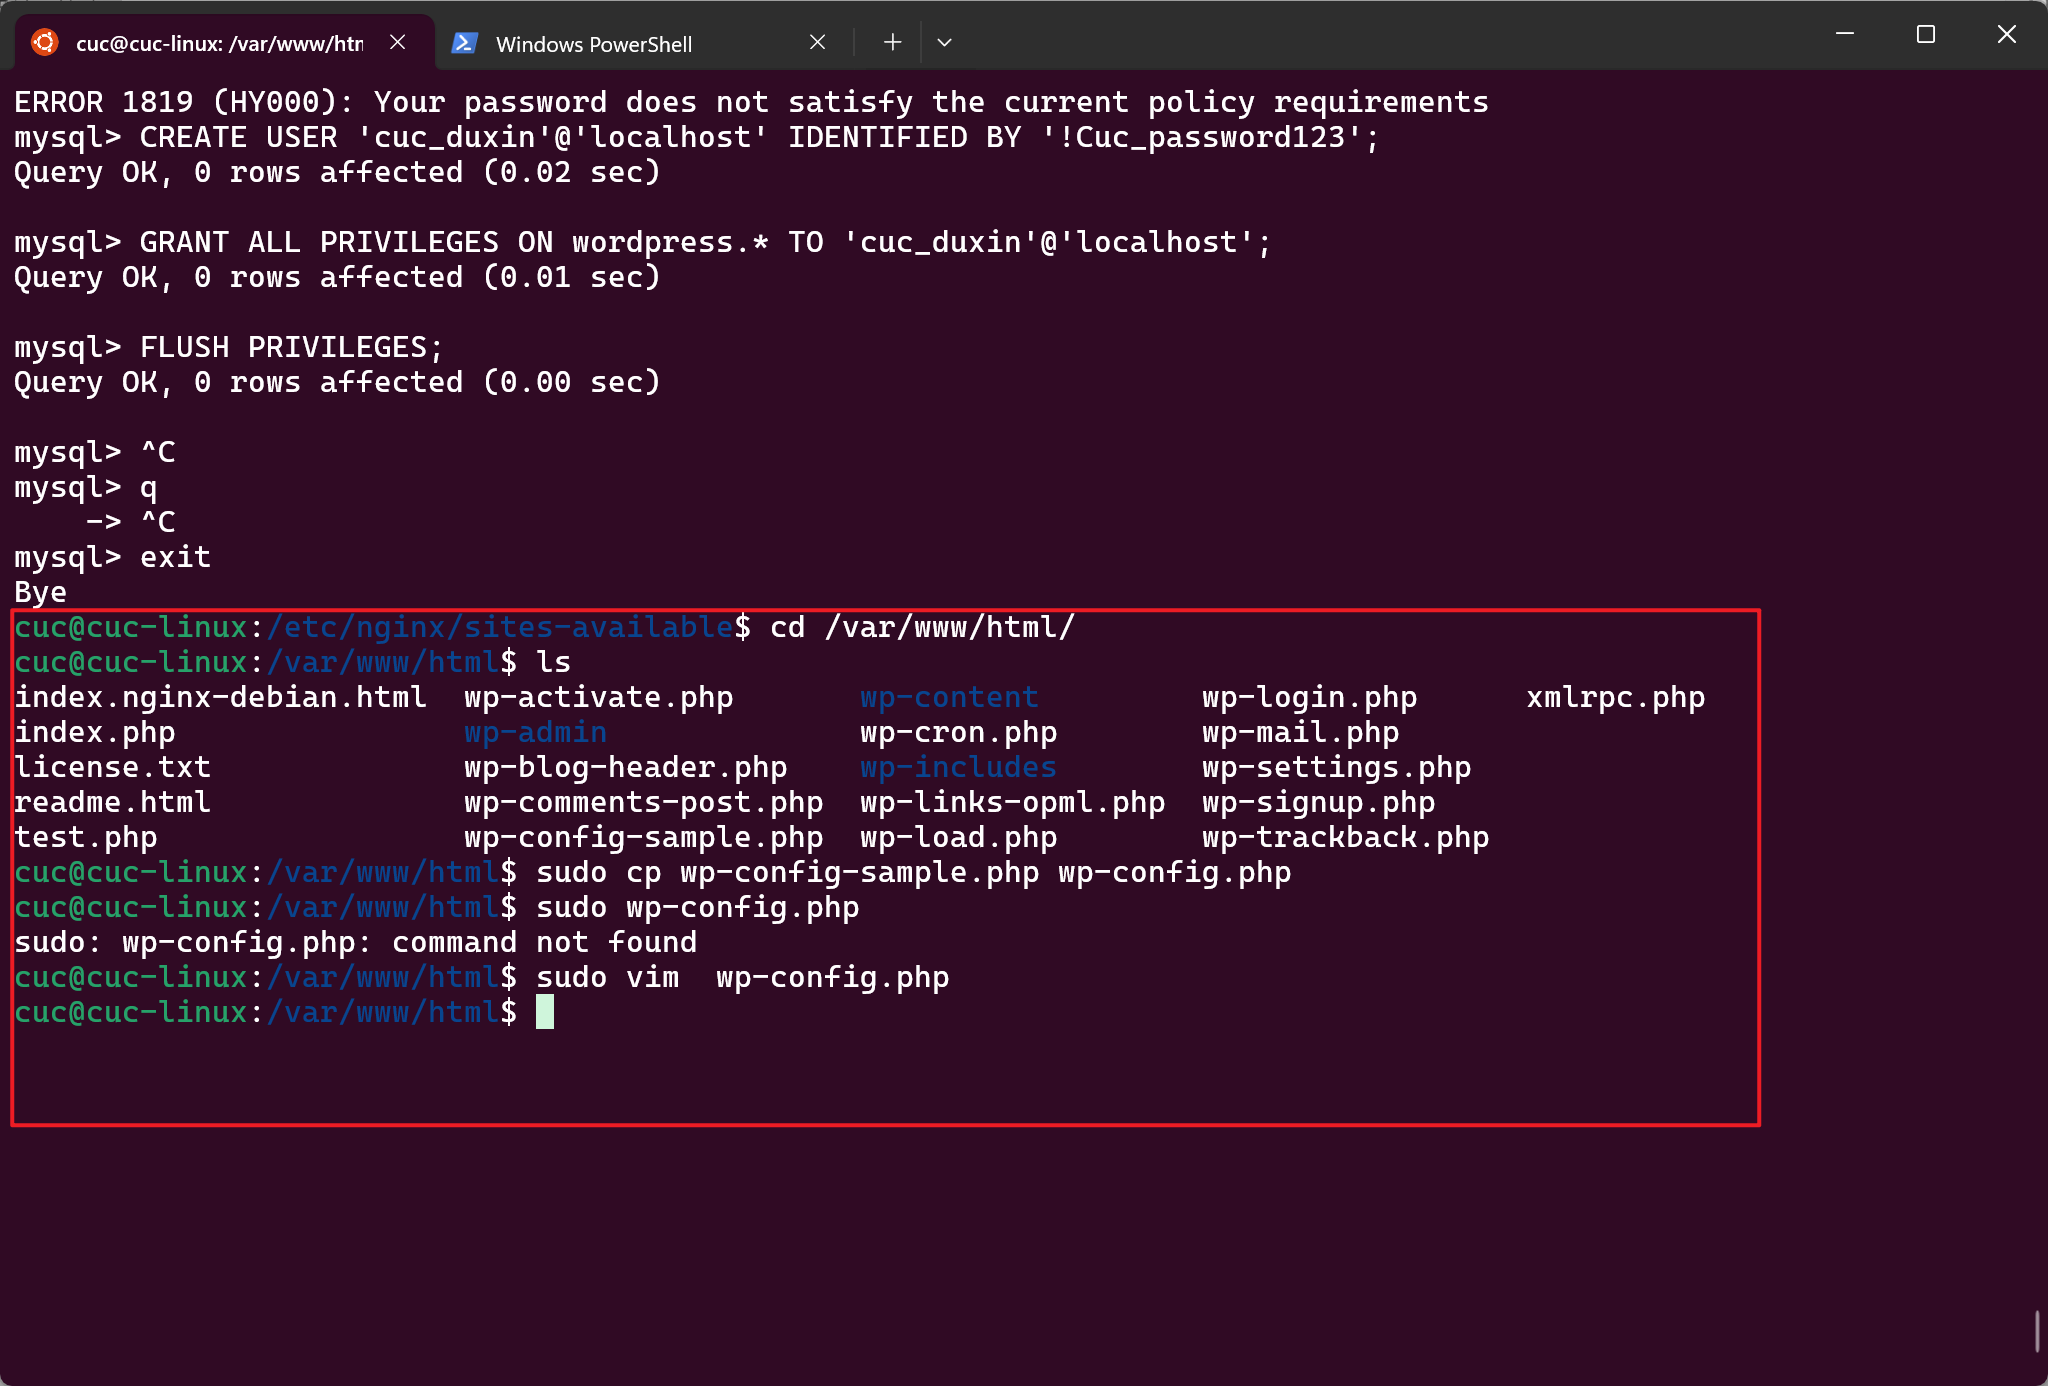 cuc@cuc-linux: /var/www/htm
Windows PowerShell
ERROR 1819 (HY000): Your password does not satisfy the current policy requirements
mysql> CREATE USER 'cuc_duxin'@'localhost' IDENTIFIED BY '!Cuc_password123';
Query OK, 0 rows affected (0.02 sec)
mysql> GRANT ALL PRIVILEGES ON wordpress.* TO 'cuc_duxin'@'localhost';
Query OK, 0 rows affected (0.01 sec)
mysql> FLUSH PRIVILEGES;
Query OK, 0 rows affected (0.00 sec)
mysql> ^C
mysql> q
    -> ^C
mysql> exit
Bye
cuc@cuc-linux:/etc/nginx/sites-available$ cd /var/www/html/
cuc@cuc-linux:/var/www/html$ ls
index.nginx-debian.html  wp-activate.php       wp-content         wp-login.php      xmlrpc.php
index.php                wp-admin              wp-cron.php        wp-mail.php
license.txt              wp-blog-header.php    wp-includes        wp-settings.php
readme.html              wp-comments-post.php  wp-links-opml.php  wp-signup.php
test.php                 wp-config-sample.php  wp-load.php        wp-trackback.php
cuc@cuc-linux:/var/www/html$ sudo cp wp-config-sample.php wp-config.php
cuc@cuc-linux:/var/www/html$ sudo wp-config.php
sudo: wp-config.php: command not found
cuc@cuc-linux:/var/www/html$ sudo vim  wp-config.php
cuc@cuc-linux:/var/www/html$